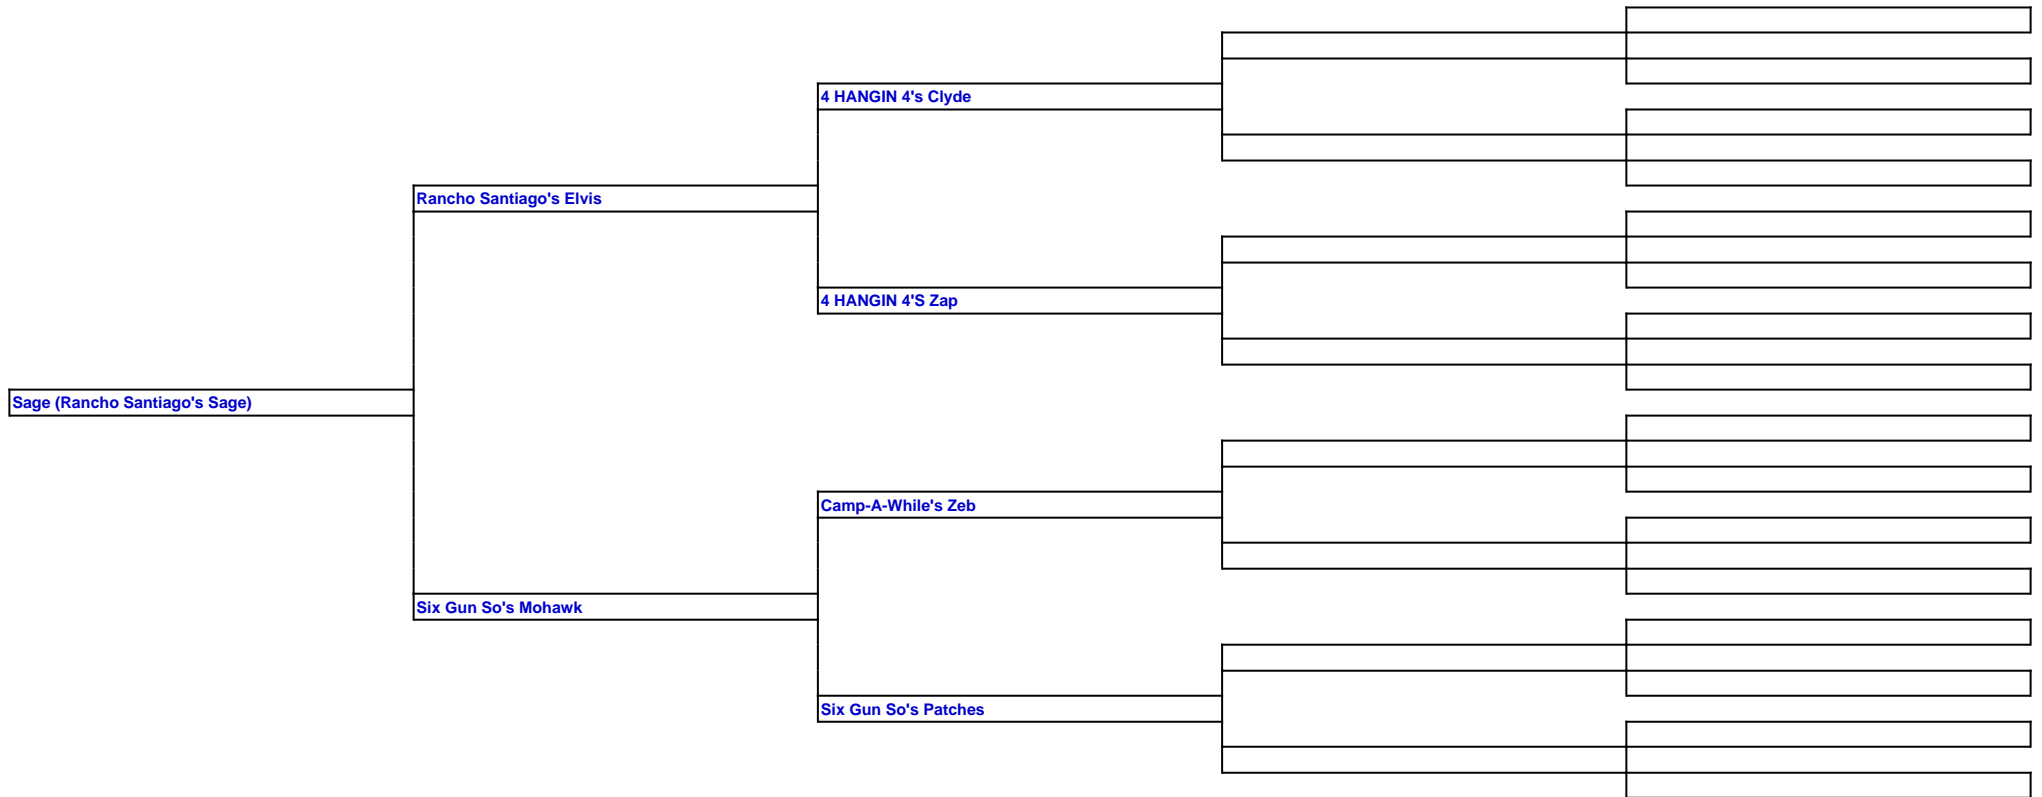 4 HANGIN 4's Clyde
Rancho Santiago's Elvis
4 HANGIN 4'S Zap
Sage (Rancho Santiago's Sage)
Camp-A-While's Zeb
Six Gun So's Mohawk
Six Gun So's Patches